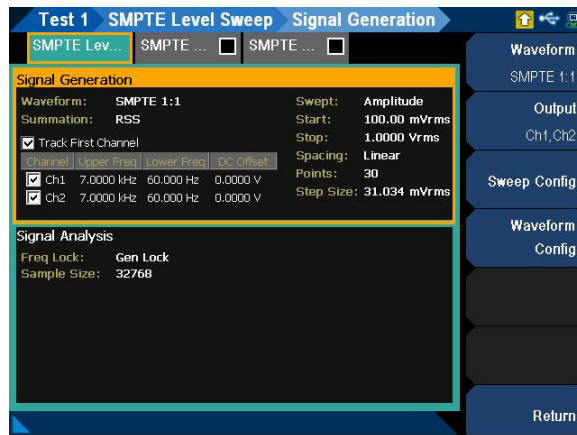 Test 1 SMPTE Level Sweep Signal Generation
SMPTE Lev... SMPTE ... SMPTE ...
Signal Generation
Waveform: SMPTE 1:1
Summation: RSS
Track First Channel
Channel Upper Freq Lower Freq DC Offset
Ch1 7.0000 kHz 60.000 Hz 0.0000 V
Ch2 7.0000 kHz 60.000 Hz 0.0000 V
Swept: Amplitude
Start: 100.00 mVrms
Stop: 1.0000 Vrms
Spacing: Linear
Points: 30
Step Size: 31.034 mVrms
Signal Analysis
Freq Lock: Gen Lock
Sample Size: 32768
Waveform
SMPTE 1:1
Output
Ch1,Ch2
Sweep Config
Waveform
Config
Return